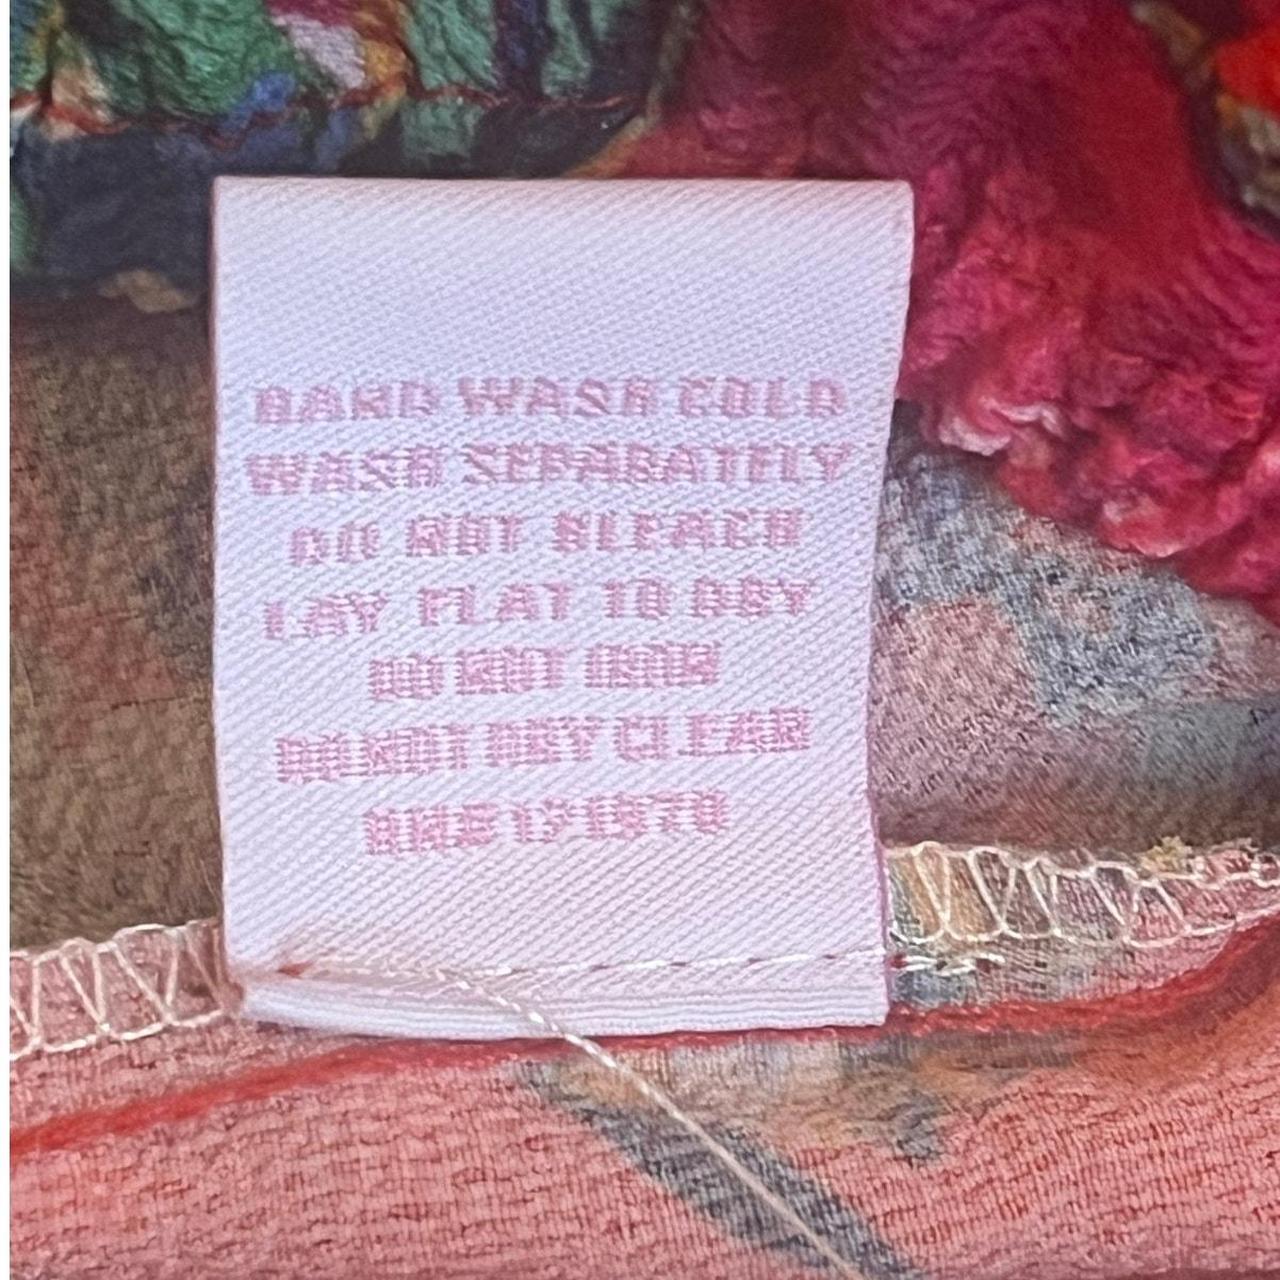 HAND WASH COLD
WASH SEPARATELY
DO NOT BLEACH
LAY FLAT TO DRY
DO NOT IRON
DO NOT DRY CLEAN